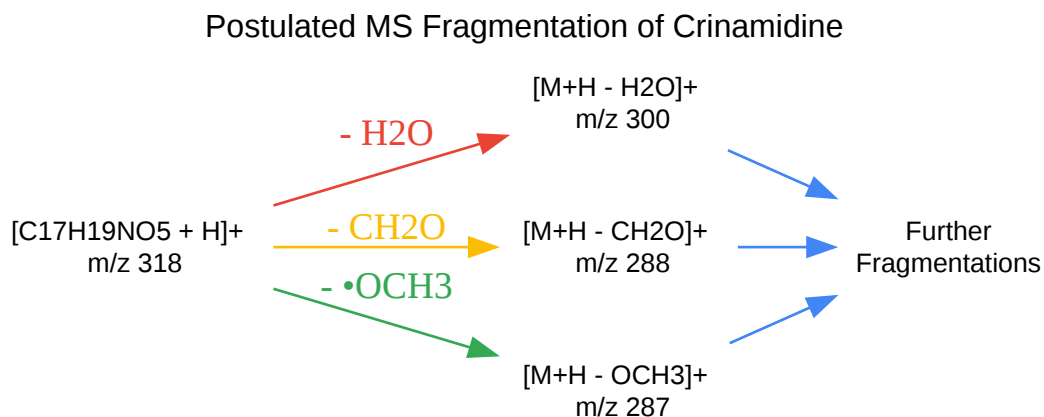 Postulated MS Fragmentation of Crinamidine
[M+H - H2O]+
m/z 300
- H2O
[C17H19NO5 + H]+
m/z 318
- CH2O
[M+H - CH2O]+
m/z 288
Further
Fragmentations
- •OCH3
[M+H - OCH3]+
m/z 287